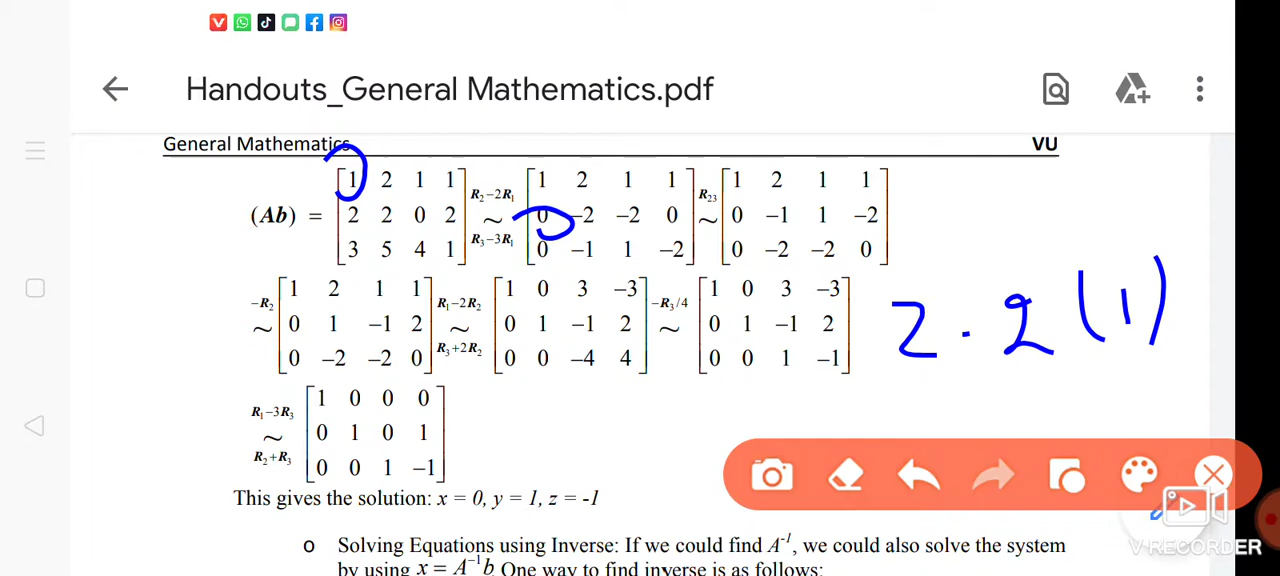 Handouts_General Mathematics.pdf
General Mathematics VU
(Ab) = [1 2 1 1; 2 2 0 2; 3 5 4 1] R₂−2R₁ ~ R₃−3R₁ [1 2 1 1; 0 −2 −2 0; 0 −1 1 −2] R₂₃ ~ [1 2 1 1; 0 −1 1 −2; 0 −2 −2 0]
−R₂ ~ [1 2 1 1; 0 1 −1 2; 0 −2 −2 0] R₁−2R₂ ~ R₃+2R₂ [1 0 3 −3; 0 1 −1 2; 0 0 −4 4] −R₃/4 ~ [1 0 3 −3; 0 1 −1 2; 0 0 1 −1]
2 - 2 (1)
R₁−3R₃ ~ R₂+R₃ [1 0 0 0; 0 1 0 1; 0 0 1 −1]
This gives the solution: x = 0, y = 1, z = -1
o Solving Equations using Inverse: If we could find A⁻¹, we could also solve the system
by using x = A⁻¹b. One way to find inverse is as follows:
V RECORDER